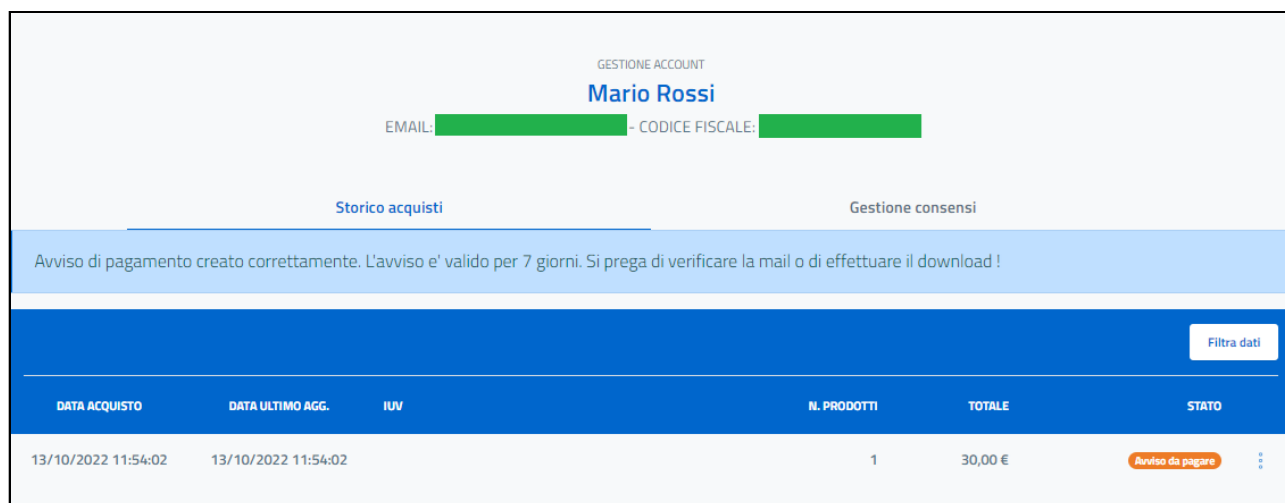 GESTIONE ACCOUNT
Mario Rossi
EMAIL: - CODICE FISCALE:
Storico acquisti Gestione consensi
Avviso di pagamento creato correttamente. L'avviso e' valido per 7 giorni. Si prega di verificare la mail o di effettuare il download !
Filtra dati
DATA ACQUISTO DATA ULTIMO AGG. IUV N. PRODOTTI TOTALE STATO
13/10/2022 11:54:02 13/10/2022 11:54:02 1 30,00 € Avviso da pagare